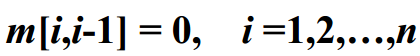 m[i,i-1] = 0, i =1,2,…,n